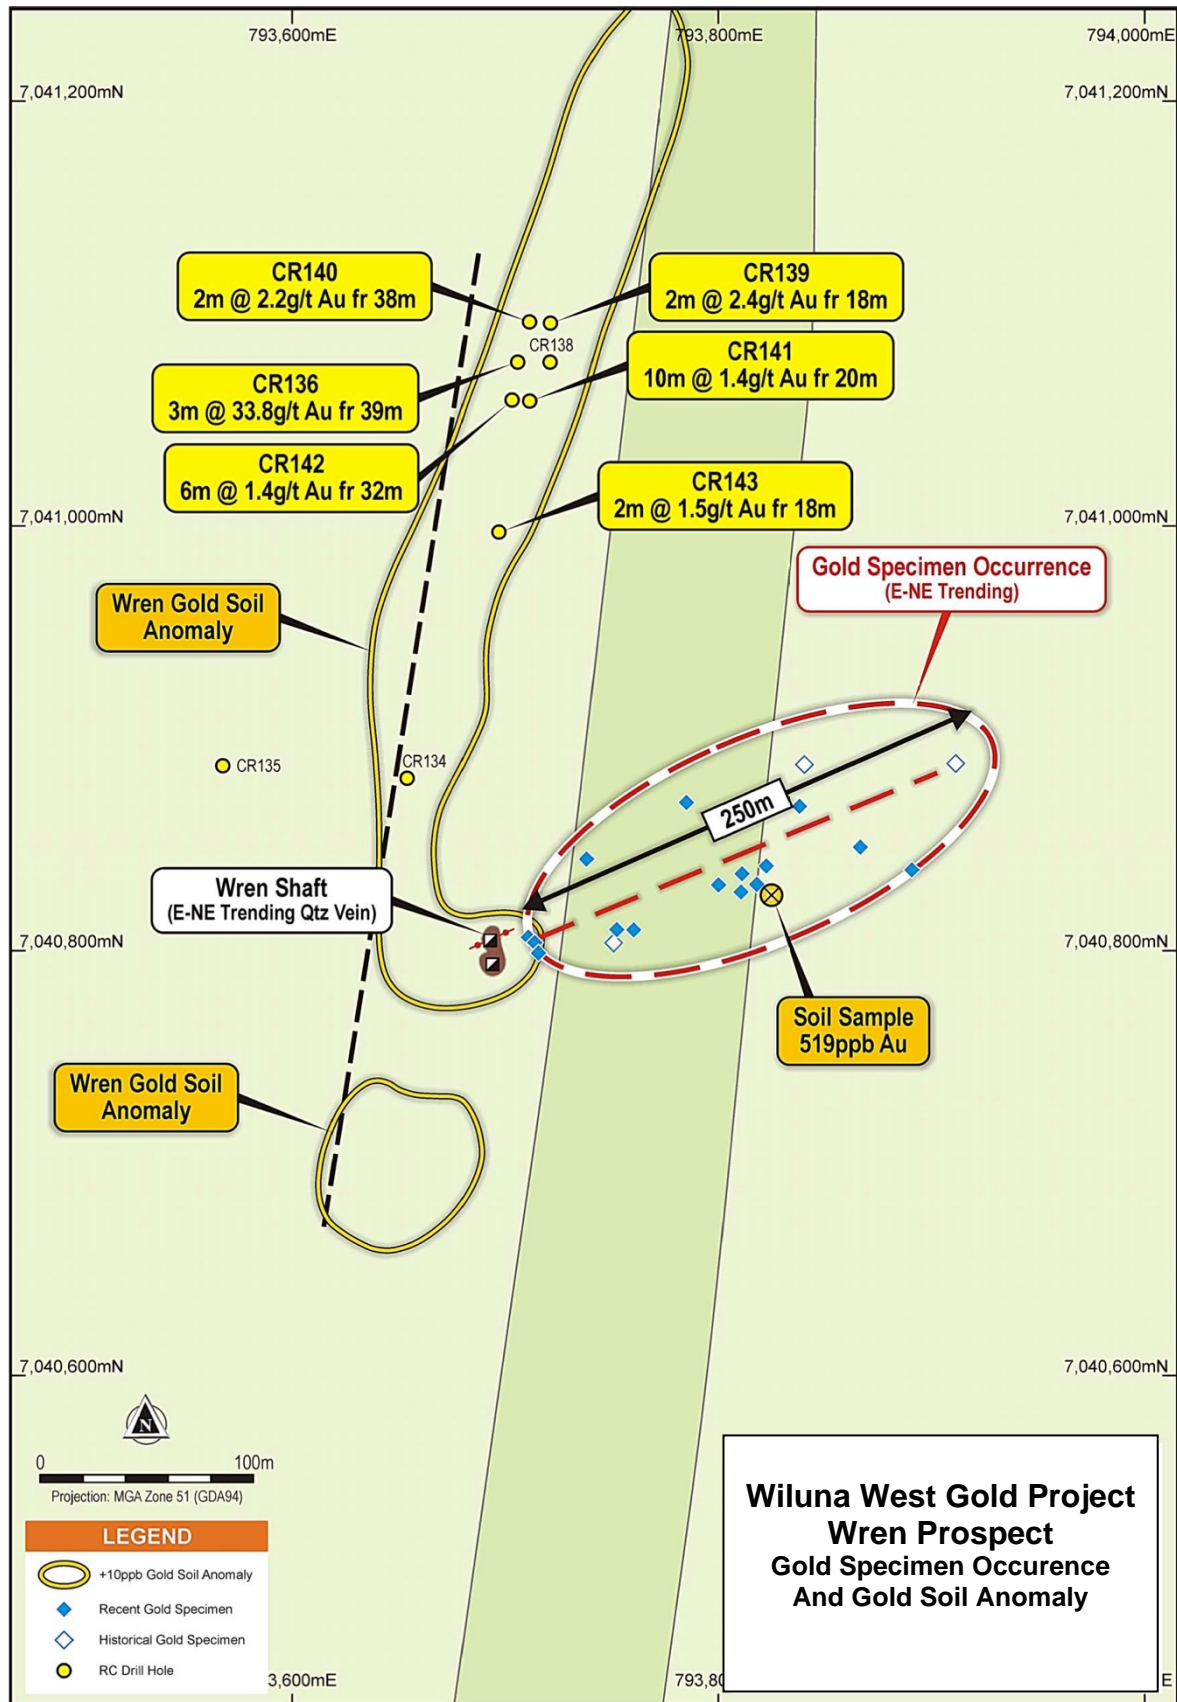 793,600mE
793,800mE
994,000mE
7,041,200mN
7,041,200mN
CR140
2m @ 2.2g/t Au fr 38m
CR139
2m @ 2.4g/t Au fr 18m
CR138
CR141
10m @ 1.4g/t Au fr 20m
CR136
3m @ 33.8g/t Au fr 39m
CR142
6m @ 1.4g/t Au fr 32m
CR143
2m @ 1.5g/t Au fr 18m
7,041,000mN
7,041,000mN
Gold Specimen Occurrence
(E-NE Trending)
Wren Gold Soil
Anomaly
CR135
CR134
250m
Wren Shaft
(E-NE Trending Qtz Vein)
7,040,800mN
7,040,800mN
Soil Sample
519ppb Au
Wren Gold Soil
Anomaly
7,040,600mN
7,040,600mN
N
0
100m
Projection: MGA Zone 51 (GDA94)
LEGEND
+10ppb Gold Soil Anomaly
Recent Gold Specimen
Historical Gold Specimen
RC Drill Hole
Wiluna West Gold Project
Wren Prospect
Gold Specimen Occurence
And Gold Soil Anomaly
3,600mE
793,80
E